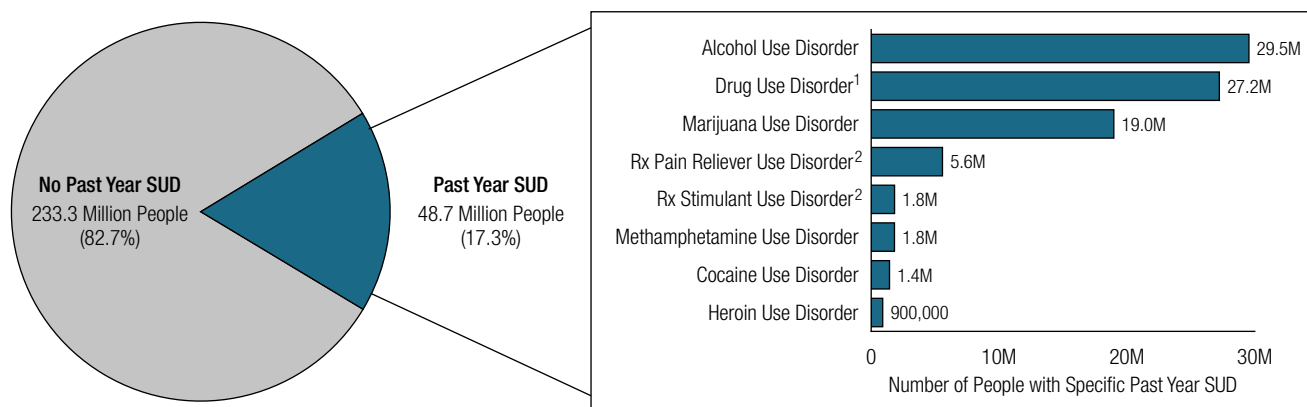 No Past Year SUD
233.3 Million People
(82.7%)
Past Year SUD
48.7 Million People
(17.3%)
Alcohol Use Disorder 29.5M
Drug Use Disorder¹ 27.2M
Marijuana Use Disorder 19.0M
Rx Pain Reliever Use Disorder² 5.6M
Rx Stimulant Use Disorder² 1.8M
Methamphetamine Use Disorder 1.8M
Cocaine Use Disorder 1.4M
Heroin Use Disorder 900,000
0 10M 20M 30M
Number of People with Specific Past Year SUD